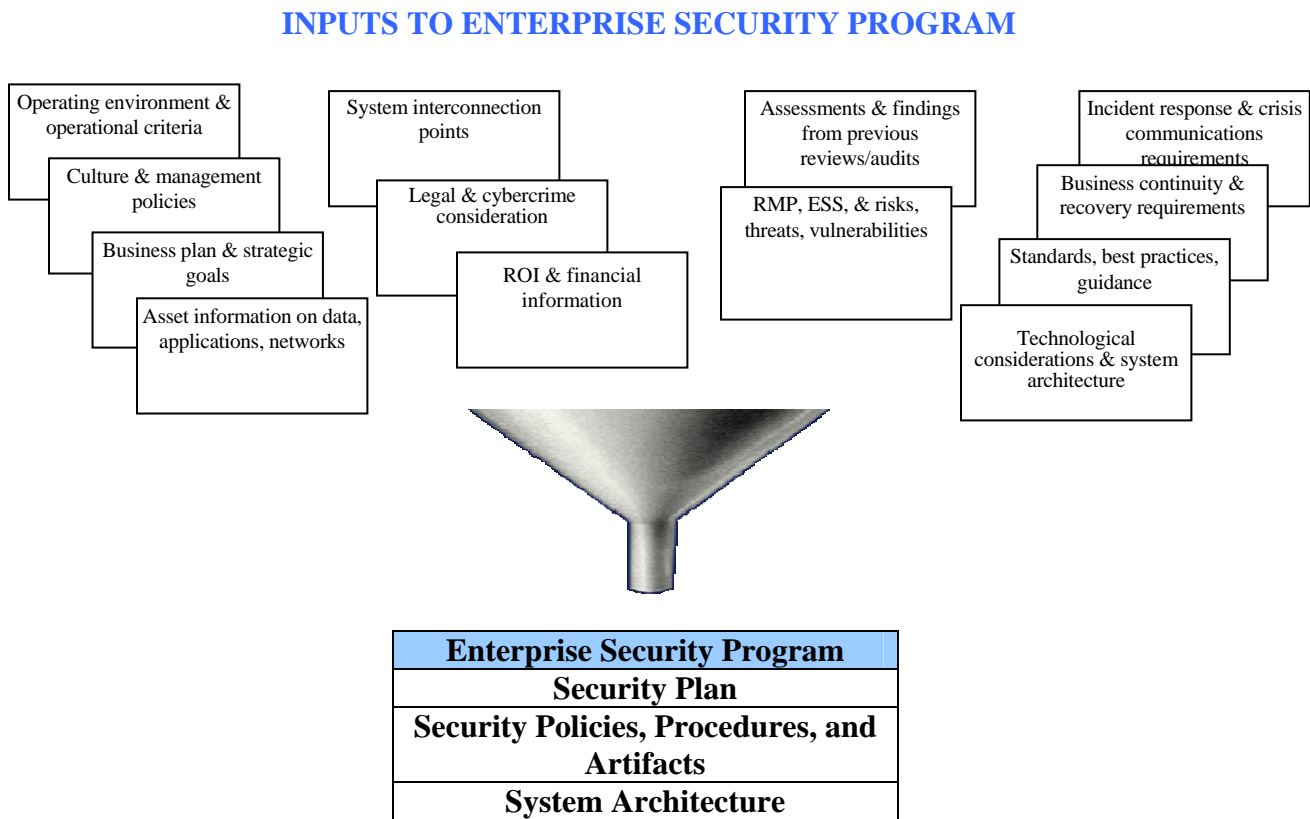 INPUTS TO ENTERPRISE SECURITY PROGRAM
Operating environment &
operational criteria
Culture & management
policies
Business plan & strategic
goals
Asset information on data,
applications, networks
System interconnection
points
Legal & cybercrime
consideration
ROI & financial
information
Assessments & findings
from previous
reviews/audits
RMP, ESS, & risks,
threats, vulnerabilities
Incident response & crisis
communications
requirements
Business continuity &
recovery requirements
Standards, best practices,
guidance
Technological
considerations & system
architecture
Enterprise Security Program
Security Plan
Security Policies, Procedures, and
Artifacts
System Architecture